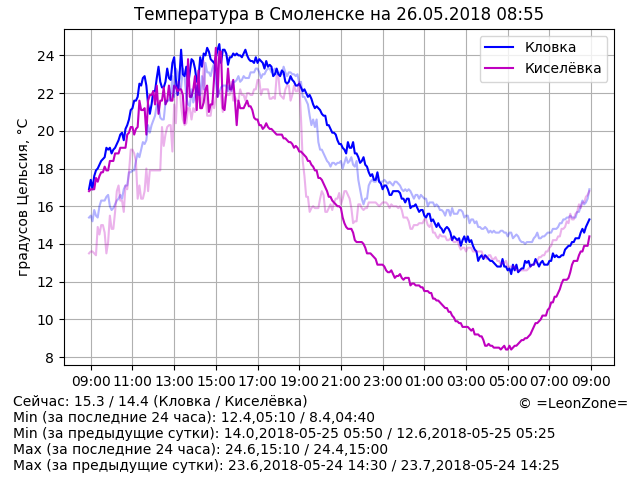 Температура в Смоленске на 26.05.2018 08:55
градусов Цельсия, °C
24
22
20
18
16
14
12
10
8
Кловка
Киселёвка
09:00 11:00 13:00 15:00 17:00 19:00 21:00 23:00 01:00 03:00 05:00 07:00 09:00
Сейчас: 15.3 / 14.4 (Кловка / Киселёвка)
© =LeonZone=
Min (за последние 24 часа): 12.4,05:10 / 8.4,04:40
Min (за предыдущие сутки): 14.0,2018-05-25 05:50 / 12.6,2018-05-25 05:25
Max (за последние 24 часа): 24.6,15:10 / 24.4,15:00
Max (за предыдущие сутки): 23.6,2018-05-24 14:30 / 23.7,2018-05-24 14:25